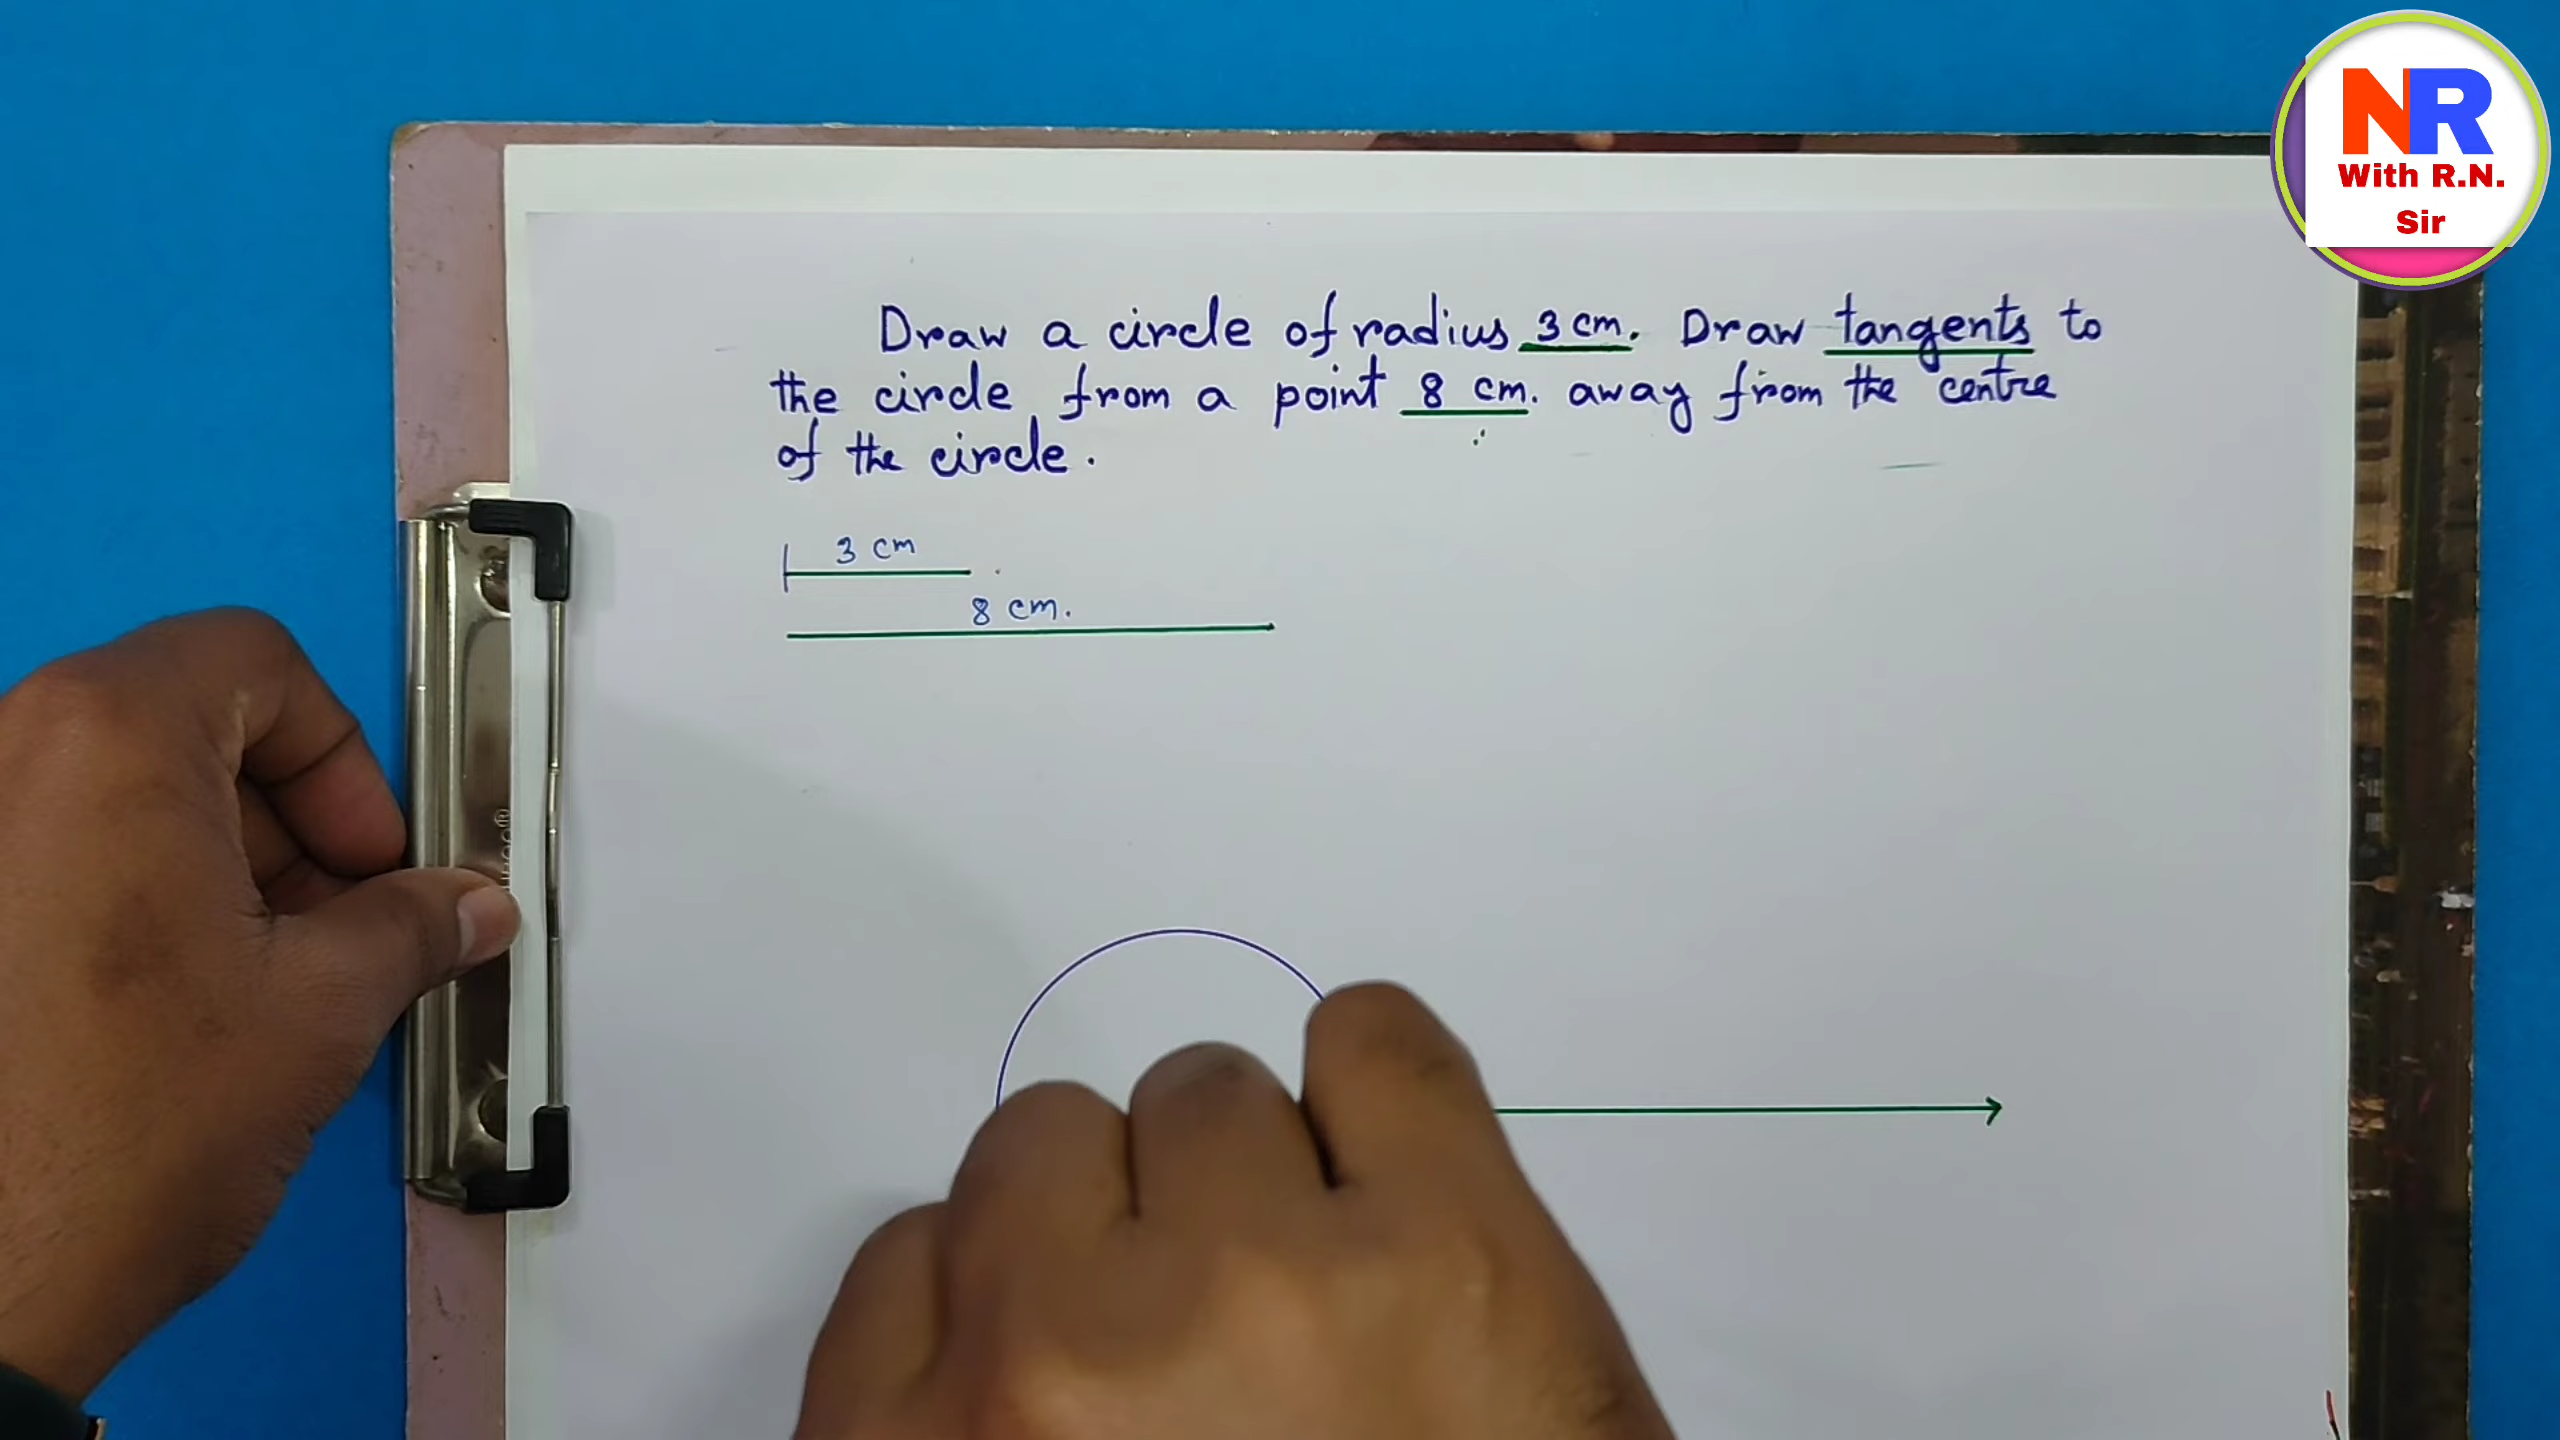 NR
With R.N.
Sir
Draw a circle of radius 3 cm. Draw tangents to
the circle from a point 8 cm. away from the centre
of the circle.
3 cm
8 cm.